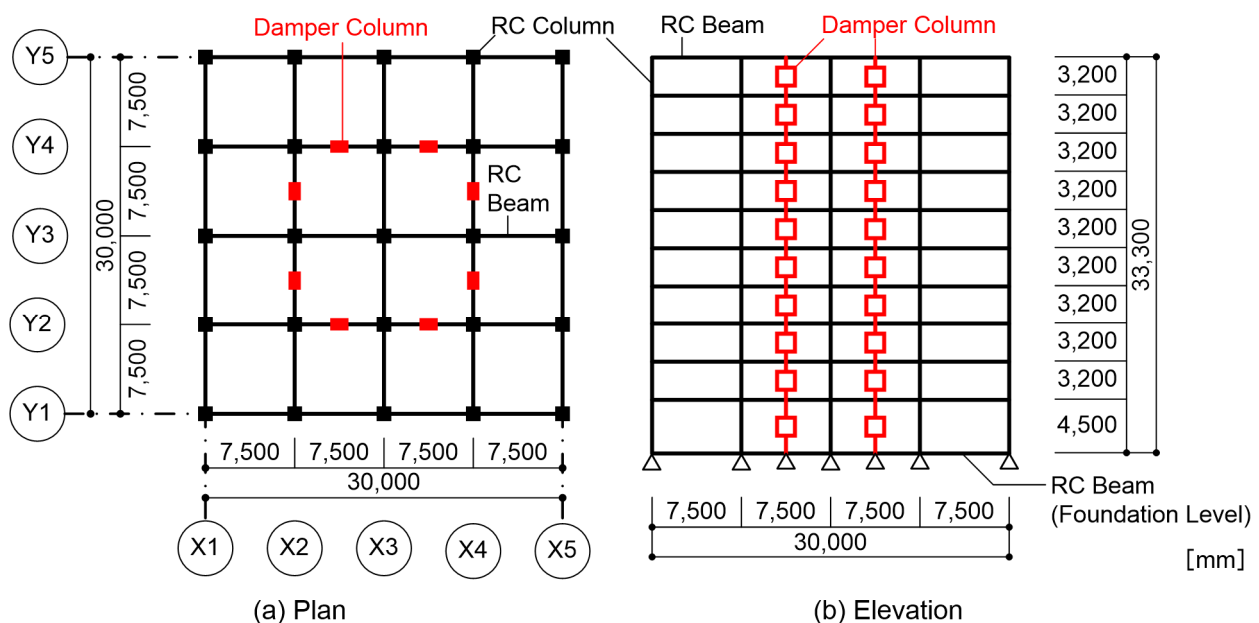 Damper Column
RC Column
Y5
Y4
Y3
Y2
Y1
7,500
7,500
7,500
7,500
30,000
RC
Beam
7,500
7,500
7,500
7,500
30,000
X1
X2
X3
X4
X5
(a) Plan
RC Beam
Damper Column
3,200
3,200
3,200
3,200
3,200
3,200
3,200
3,200
3,200
4,500
33,300
RC Beam
(Foundation Level)
7,500
7,500
7,500
7,500
30,000
[mm]
(b) Elevation